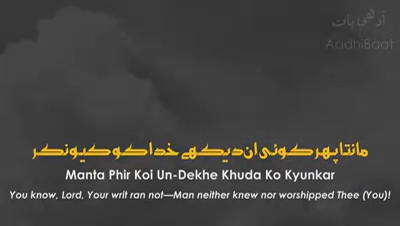 آدھی بات
AadhiBaat
مانتا پھر کوئی ان دیکھے خدا کو کیونکر
Manta Phir Koi Un-Dekhe Khuda Ko Kyunkar
You know, Lord, Your writ ran not—Man neither knew nor worshipped Thee (You)!